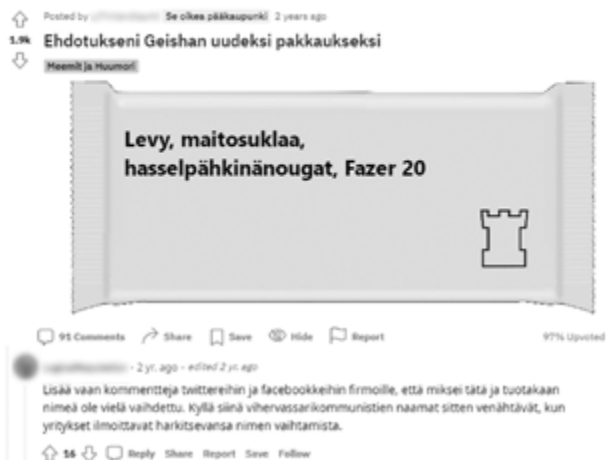 Posted by Se oikea pääkaupunki 2 years ago
1.9k
Ehdotukseni Geishan uudeksi pakkaukseksi
Meemit ja Huumori
Levy, maitosuklaa,
hasselpähkinänougat, Fazer 20
91 Comments Share Save Hide Report 97% Upvoted
· 2 yr. ago · edited 2 yr. ago
Lisää vaan kommentteja twittereihin ja facebookkeihin firmoille, että miksei tätä ja tuotakaan
nimeä ole vielä vaihdettu. Kyllä siinä vihervassarikommunistien naamat sitten venähtävät, kun
yritykset ilmoittavat harkitsevansa nimen vaihtamista.
16 Reply Share Report Save Follow